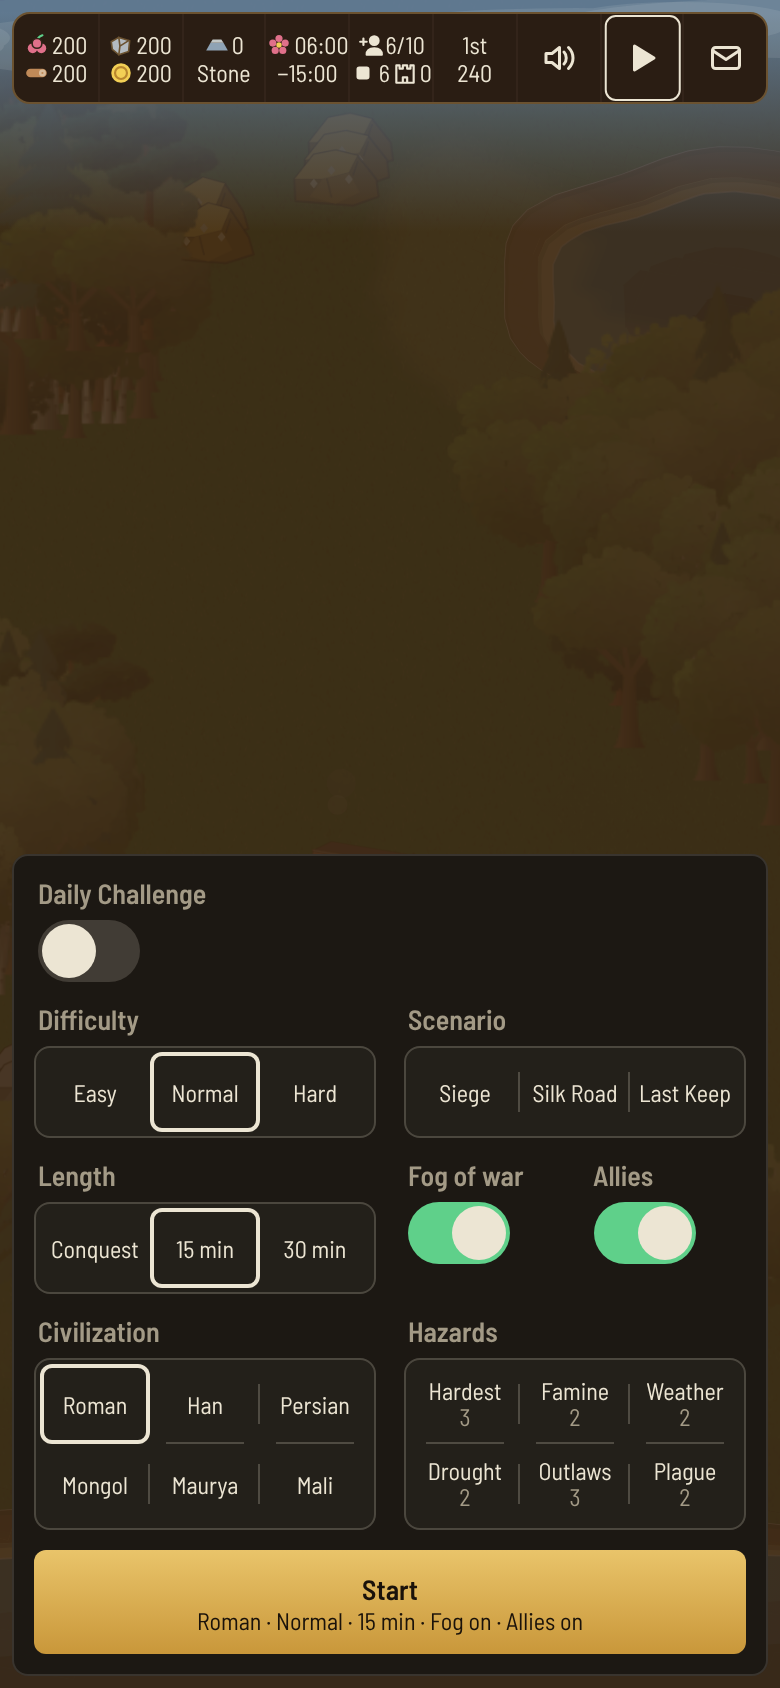 200 200 0 06:00 6/10 1st
200 200 Stone −15:00 6 0 240
Daily Challenge
Difficulty
Easy Normal Hard
Scenario
Siege Silk Road Last Keep
Length
Conquest 15 min 30 min
Fog of war Allies
Civilization
Roman Han Persian
Mongol Maurya Mali
Hazards
Hardest Famine Weather
3 2 2
Drought Outlaws Plague
2 3 2
Start
Roman · Normal · 15 min · Fog on · Allies on